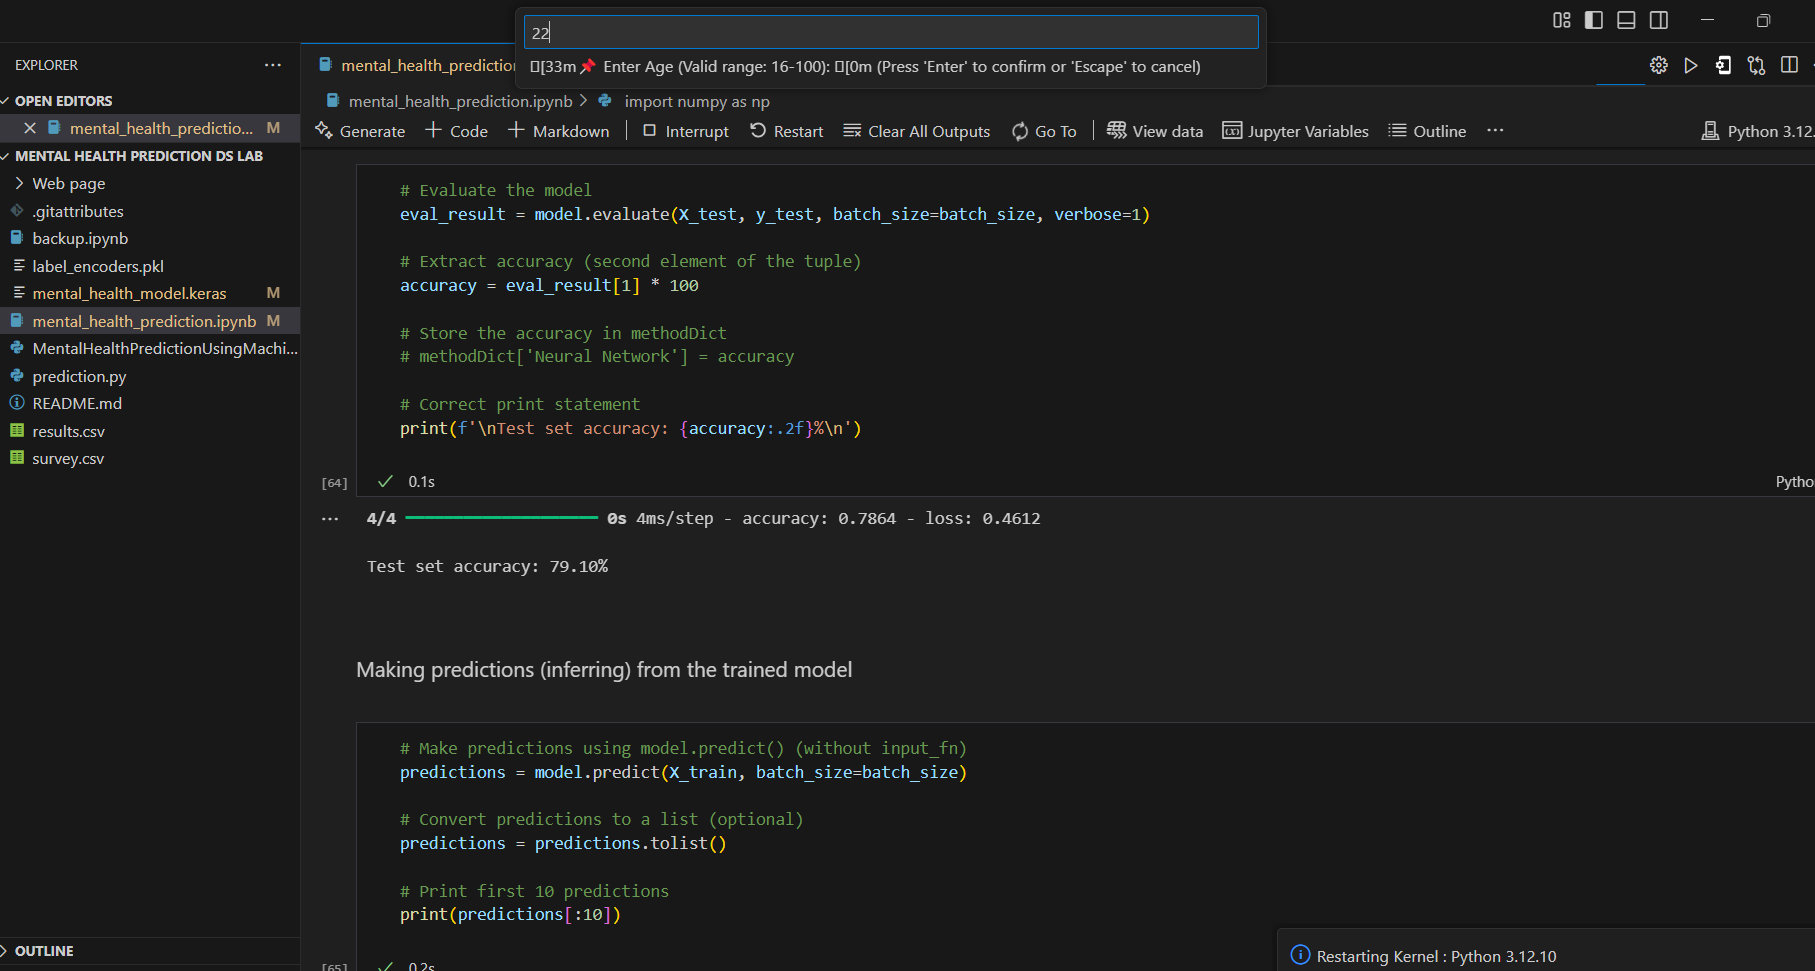 22
[33m📌 Enter Age (Valid range: 16-100): [0m (Press 'Enter' to confirm or 'Escape' to cancel)
EXPLORER
OPEN EDITORS
mental_health_predictio... M
MENTAL HEALTH PREDICTION DS LAB
Web page
.gitattributes
backup.ipynb
label_encoders.pkl
mental_health_model.keras M
mental_health_prediction.ipynb M
MentalHealthPredictionUsingMachi...
prediction.py
README.md
results.csv
survey.csv
OUTLINE
mental_health_prediction
mental_health_prediction.ipynb > import numpy as np
Generate + Code + Markdown Interrupt Restart Clear All Outputs Go To View data Jupyter Variables Outline ... Python 3.12.
# Evaluate the model
eval_result = model.evaluate(X_test, y_test, batch_size=batch_size, verbose=1)
# Extract accuracy (second element of the tuple)
accuracy = eval_result[1] * 100
# Store the accuracy in methodDict
# methodDict['Neural Network'] = accuracy
# Correct print statement
print(f'\nTest set accuracy: {accuracy:.2f}%\n')
[64] ✓ 0.1s Pytho
... 4/4 ━━━━━━━━━━━━━━━━━━━━ 0s 4ms/step - accuracy: 0.7864 - loss: 0.4612
Test set accuracy: 79.10%
Making predictions (inferring) from the trained model
# Make predictions using model.predict() (without input_fn)
predictions = model.predict(X_train, batch_size=batch_size)
# Convert predictions to a list (optional)
predictions = predictions.tolist()
# Print first 10 predictions
print(predictions[:10])
[65] ✓ 0.2s
Restarting Kernel : Python 3.12.10